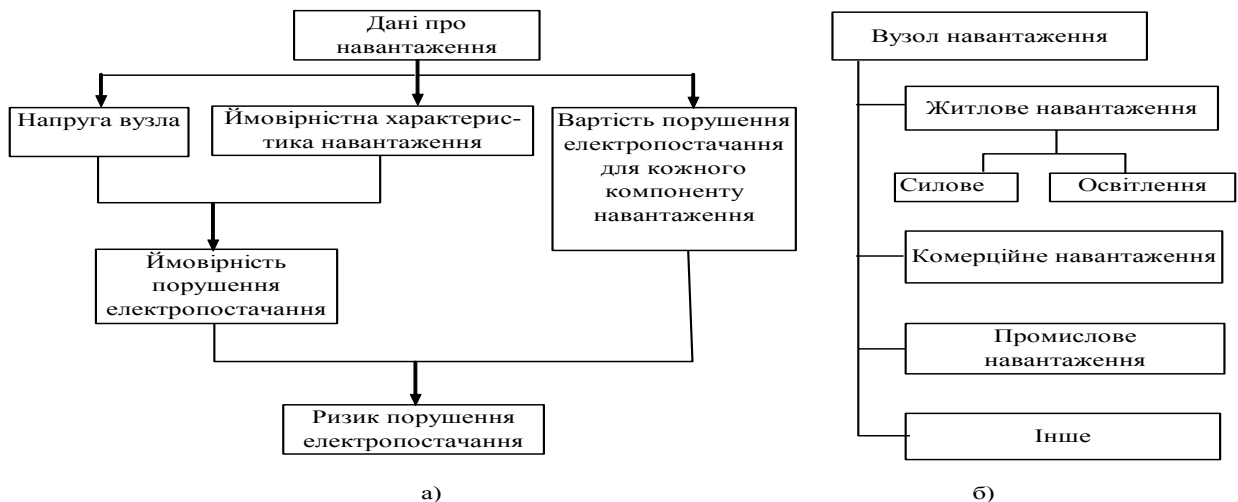 Дані про
навантаження
Напруга вузла
Ймовірністна характерис-
тика навантаження
Вартість порушення
електропостачання
для кожного
компоненту
навантаження
Ймовірність
порушення
електропостачання
Ризик порушення
електропостачання
а)
Вузол навантаження
Житлове навантаження
Силове
Освітлення
Комерційне навантаження
Промислове
навантаження
Інше
б)